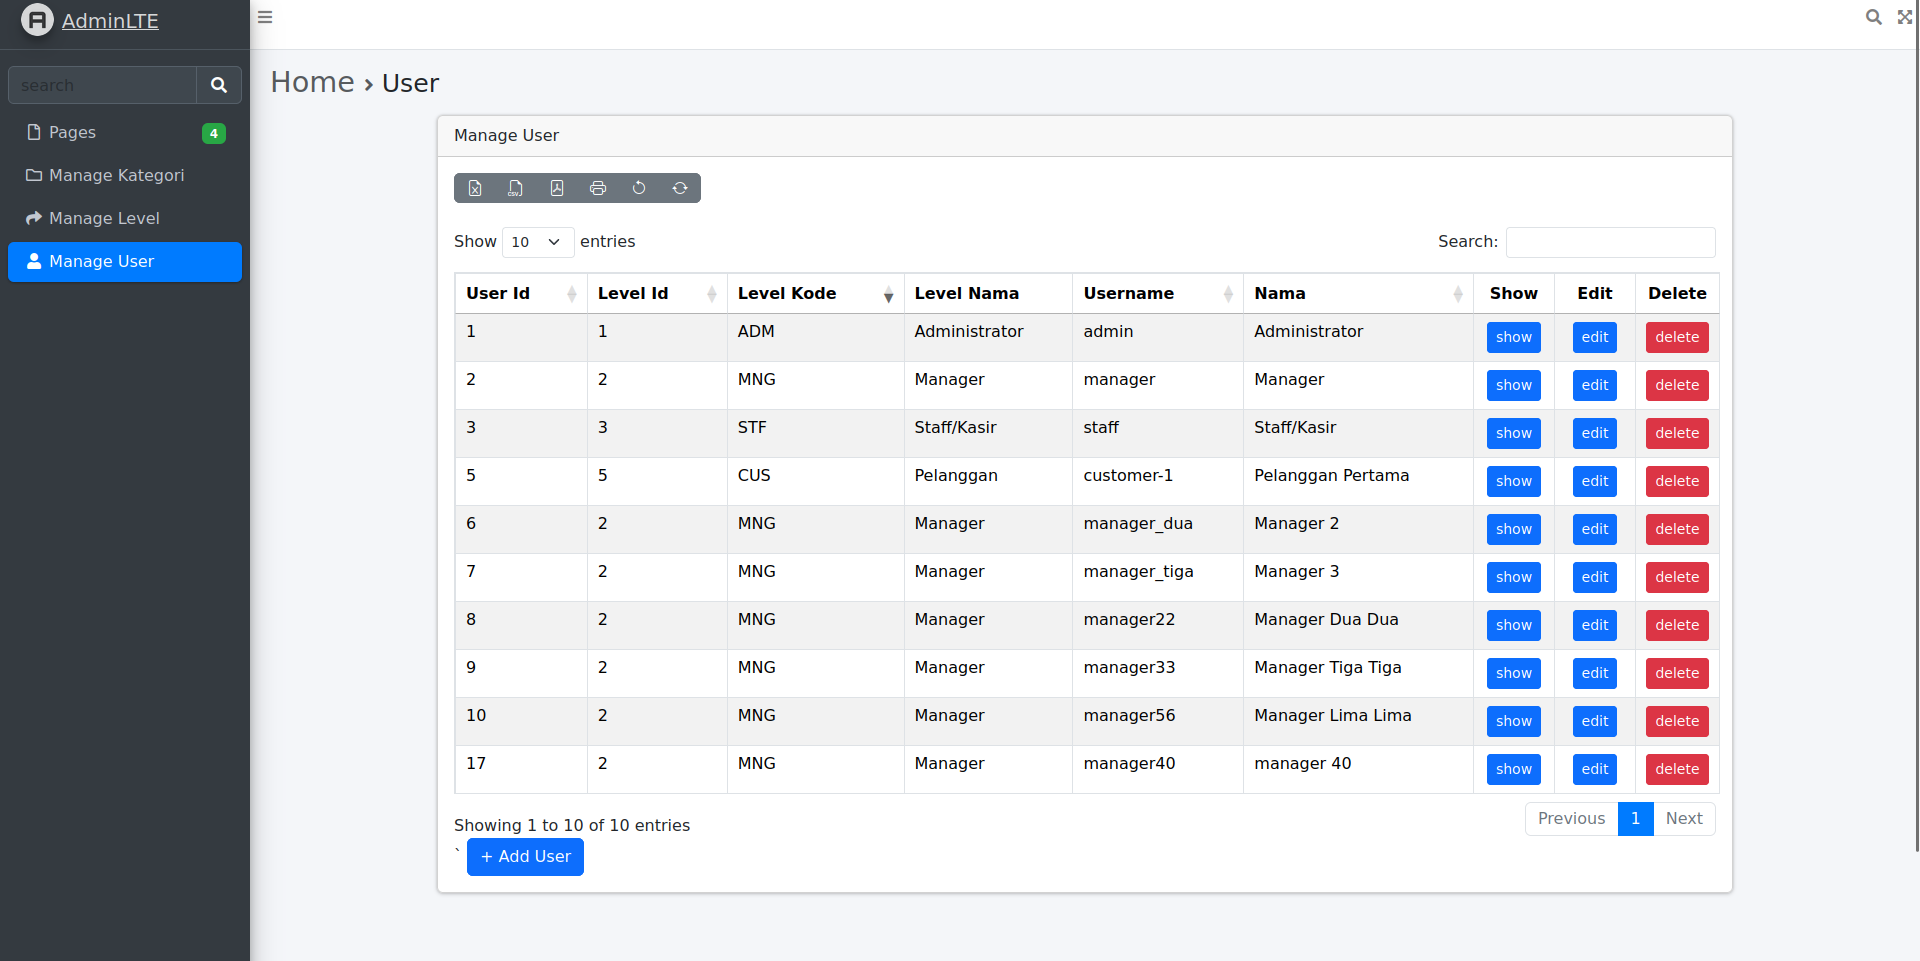 AdminLTE
search
Pages 4
Manage Kategori
Manage Level
Manage User
Home › User
Manage User
Show 10 entries
Search:
User Id Level Id Level Kode Level Nama Username Nama Show Edit Delete
1 1 ADM Administrator admin Administrator show edit delete
2 2 MNG Manager manager Manager show edit delete
3 3 STF Staff/Kasir staff Staff/Kasir show edit delete
5 5 CUS Pelanggan customer-1 Pelanggan Pertama show edit delete
6 2 MNG Manager manager_dua Manager 2 show edit delete
7 2 MNG Manager manager_tiga Manager 3 show edit delete
8 2 MNG Manager manager22 Manager Dua Dua show edit delete
9 2 MNG Manager manager33 Manager Tiga Tiga show edit delete
10 2 MNG Manager manager56 Manager Lima Lima show edit delete
17 2 MNG Manager manager40 manager 40 show edit delete
Showing 1 to 10 of 10 entries
Previous 1 Next
` + Add User